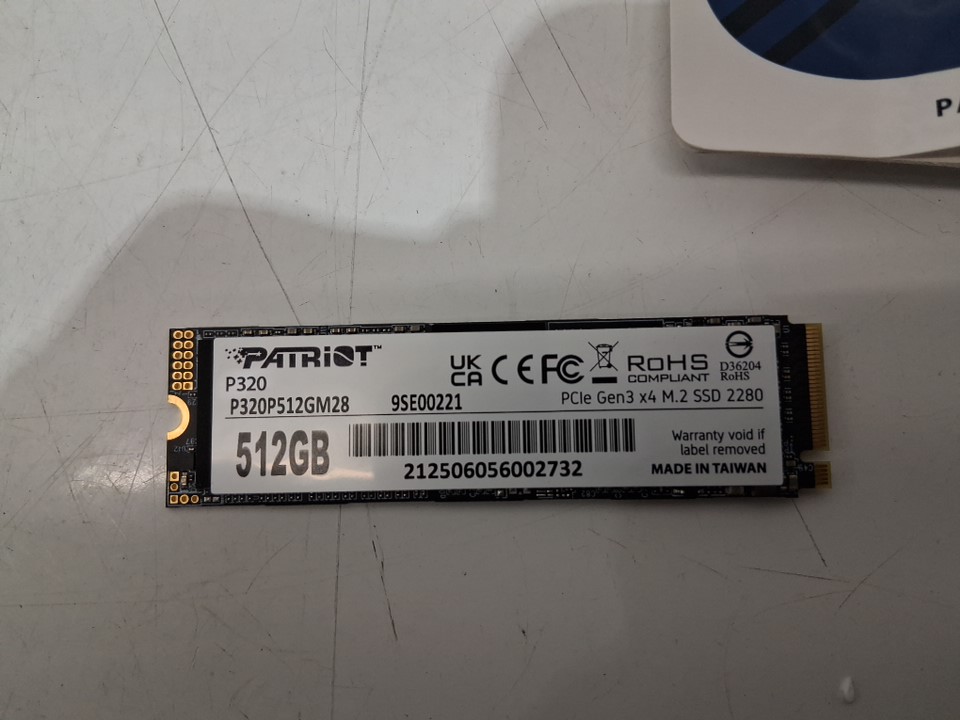 PATRIOT™
P320
P320P512GM28 9SE00221
512GB
UK CA CE FC RoHS COMPLIANT D36204 RoHS
PCIe Gen3 x4 M.2 SSD 2280
212506056002732
Warranty void if
label removed
MADE IN TAIWAN